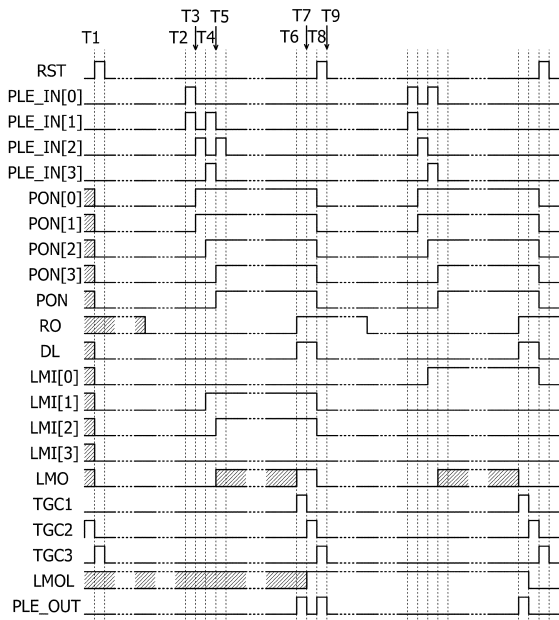 T3 T5 T7 T9
T1 T2 T4 T6 T8
RST
PLE_IN[0]
PLE_IN[1]
PLE_IN[2]
PLE_IN[3]
PON[0]
PON[1]
PON[2]
PON[3]
PON
RO
DL
LMI[0]
LMI[1]
LMI[2]
LMI[3]
LMO
TGC1
TGC2
TGC3
LMOL
PLE_OUT